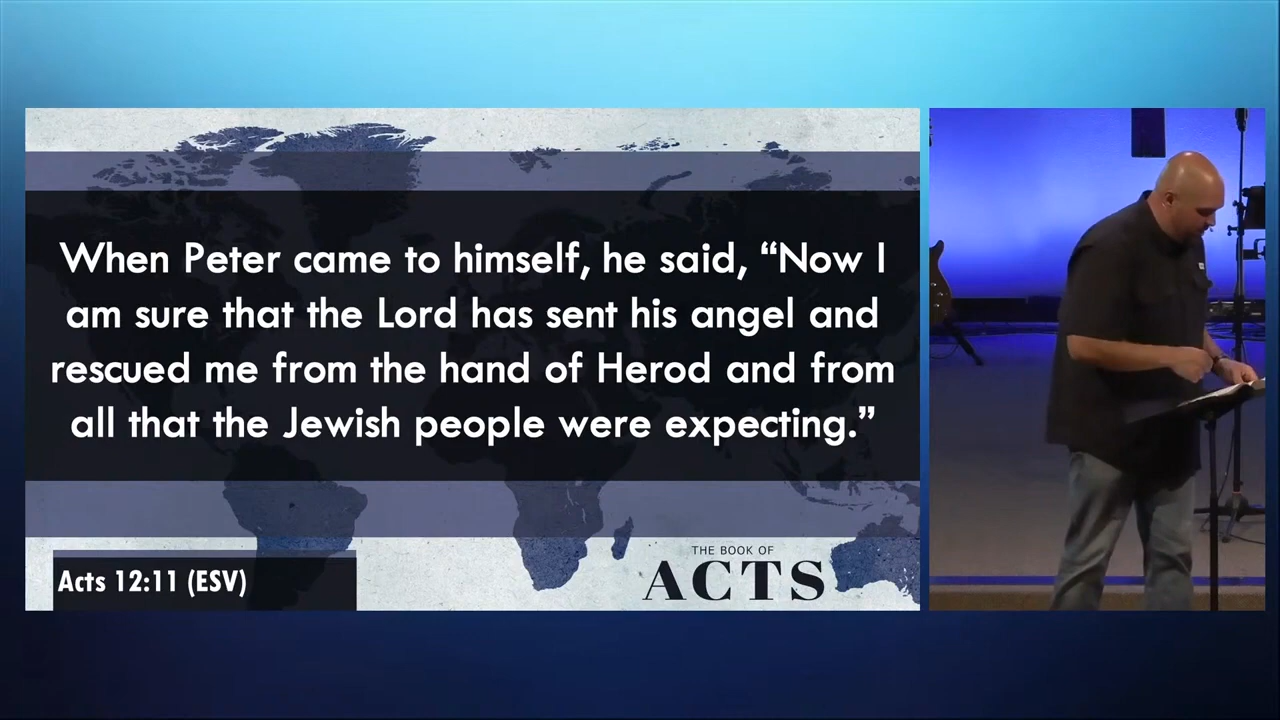 When Peter came to himself, he said, “Now I
am sure that the Lord has sent his angel and
rescued me from the hand of Herod and from
all that the Jewish people were expecting.”
Acts 12:11 (ESV)
THE BOOK OF
ACTS